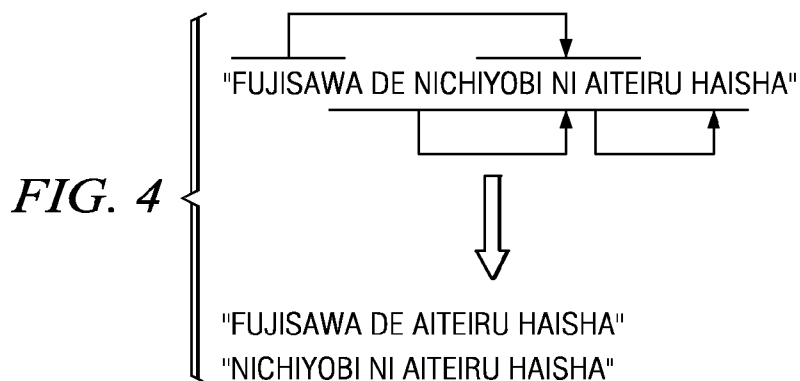 "FUJISAWA DE NICHIYOBI NI AITEIRU HAISHA"
FIG. 4
"FUJISAWA DE AITEIRU HAISHA"
"NICHIYOBI NI AITEIRU HAISHA"